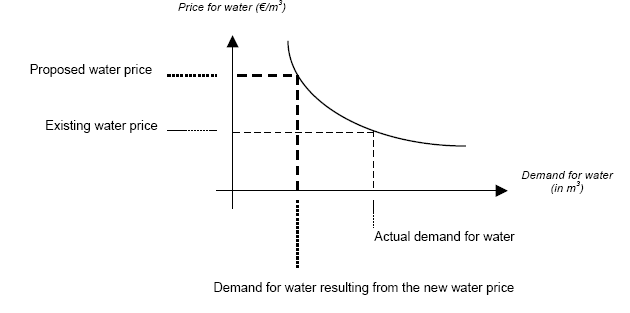 Price for water (€/m³)
Proposed water price
Existing water price
Demand for water
(in m³)
Actual demand for water
Demand for water resulting from the new water price